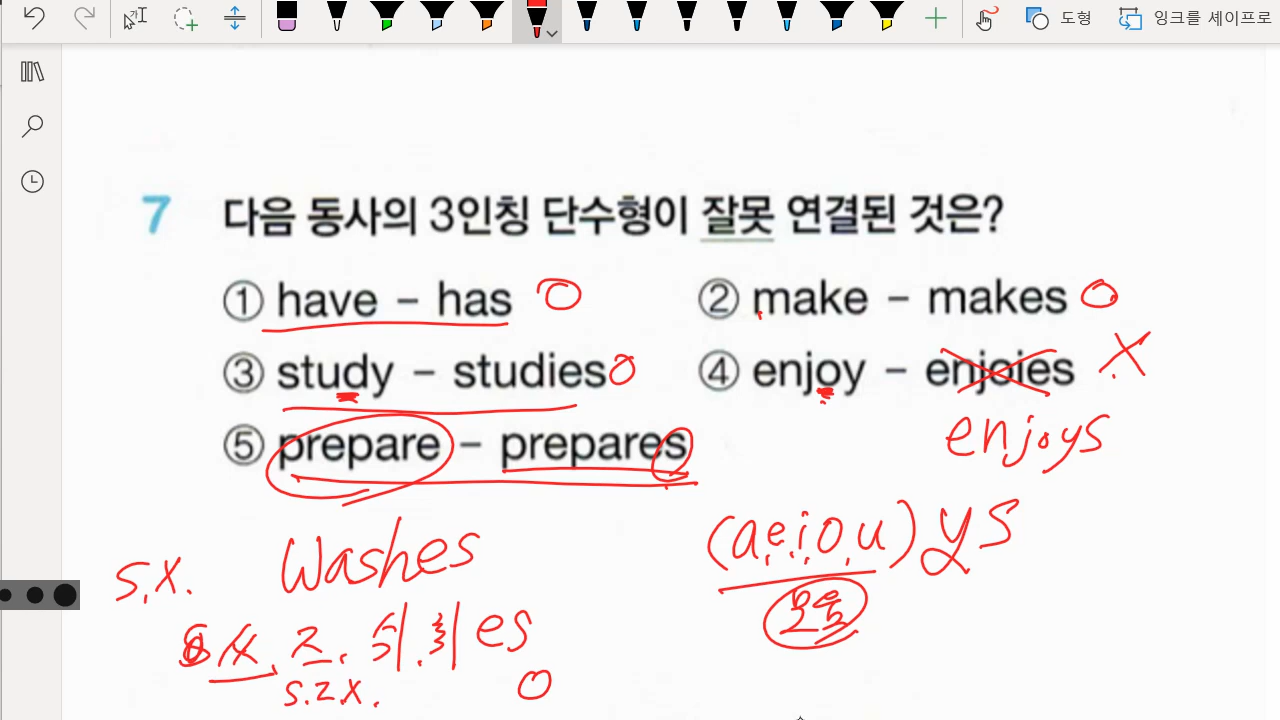 도형 잉크를 셰이프로
7 다음 동사의 3인칭 단수형이 잘못 연결된 것은?
① have – has ② make – makes
③ study – studies ④ enjoy – enjoies X
⑤ prepare – prepares
enjoys
(a,e,i,o,u) ys
모음
washes
s.x.
es
s.z.x.